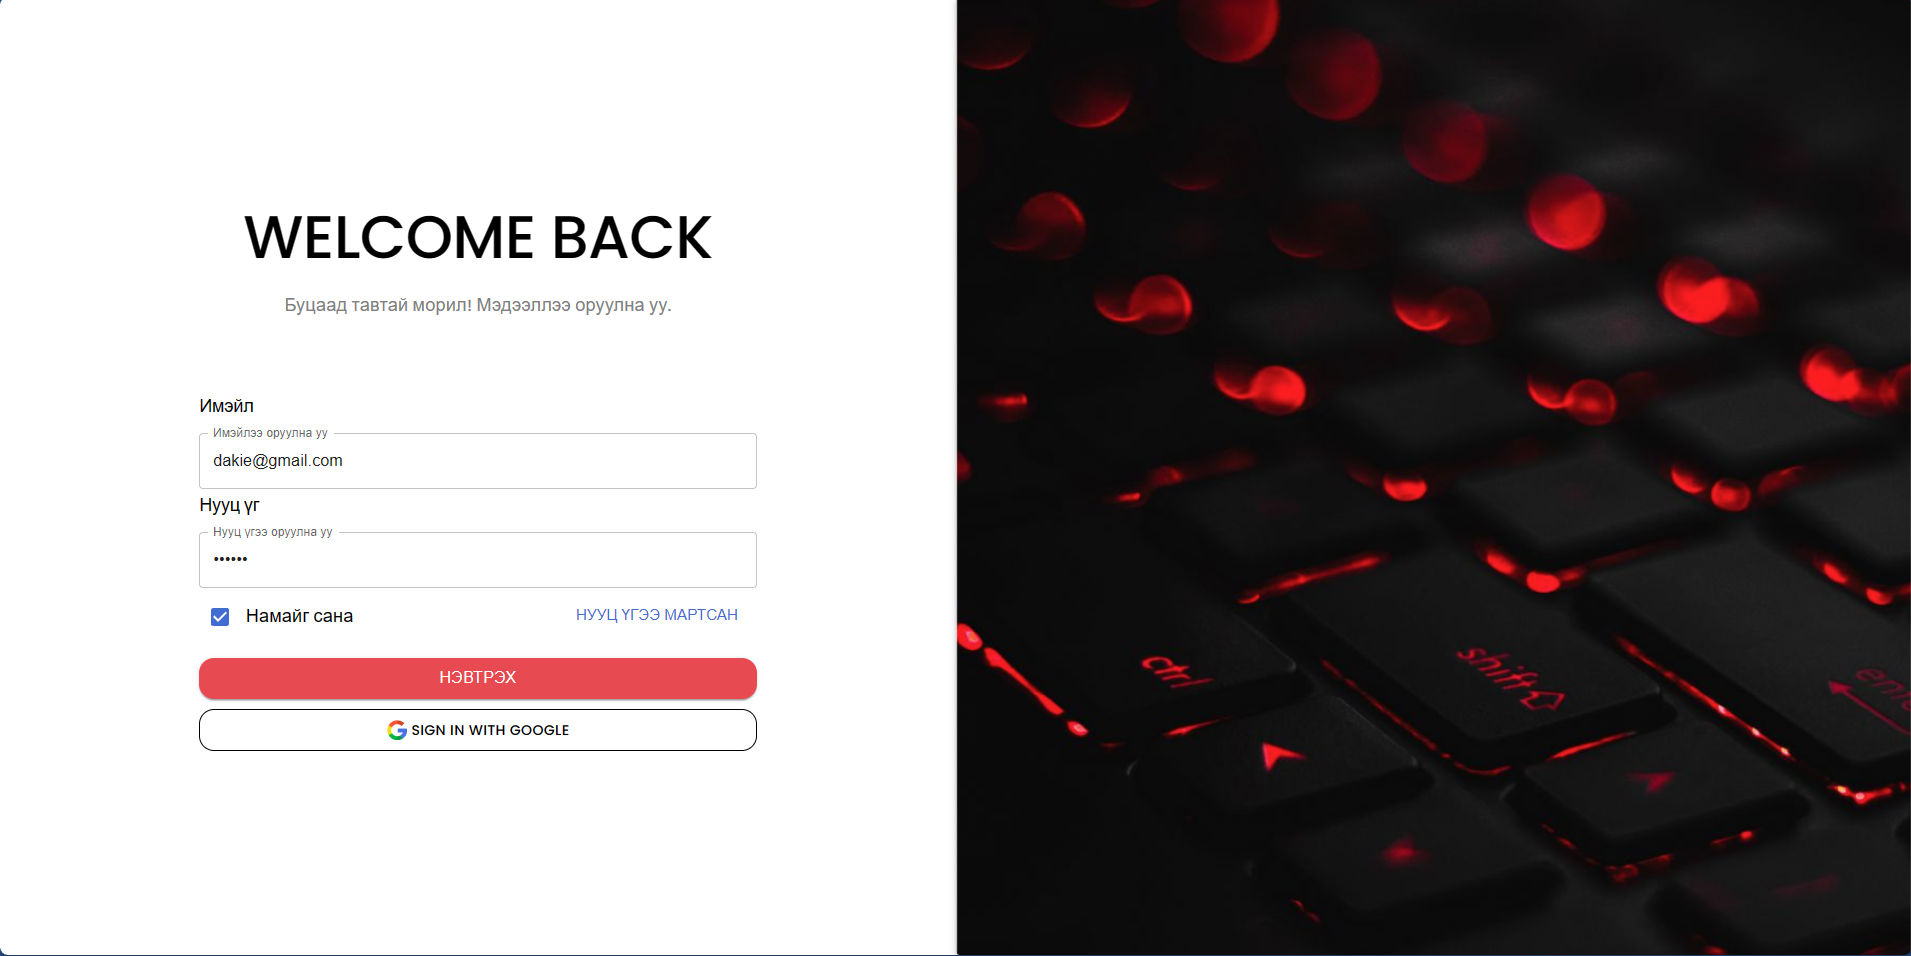 WELCOME BACK
Буцаад тавтай морил! Мэдээллээ оруулна уу.
Имэйл
Имэйлээ оруулна уу
dakie@gmail.com
Нууц үг
Нууц үгээ оруулна уу
••••••
Намайг сана
НУУЦ ҮГЭЭ МАРТСАН
НЭВТРЭХ
SIGN IN WITH GOOGLE
ctrl
shift